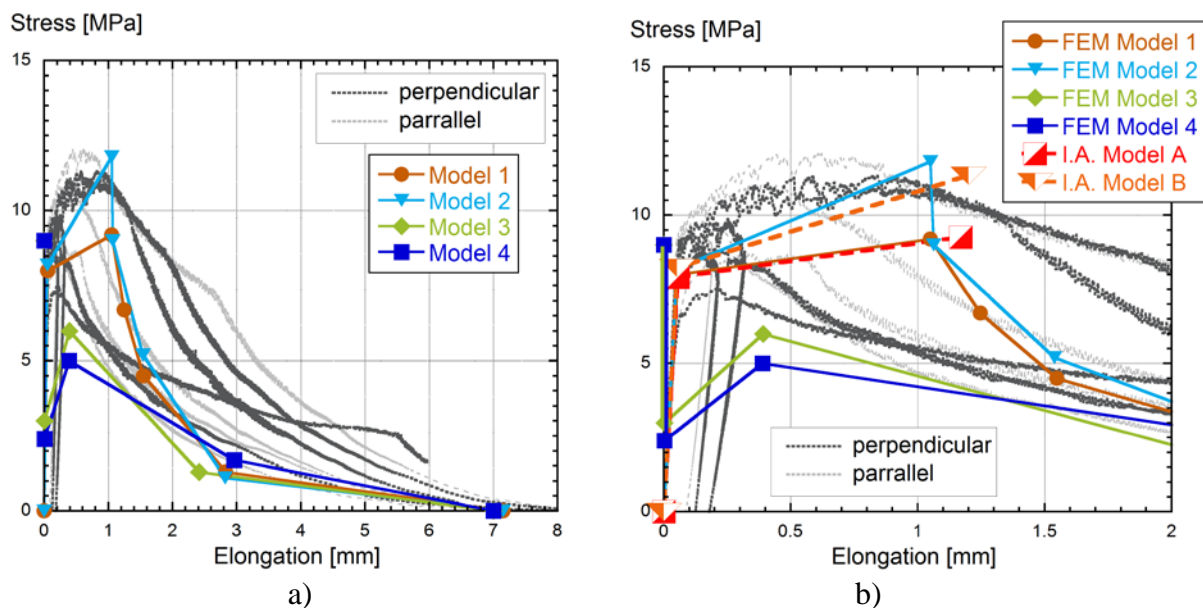 Stress [MPa]
15
10
5
0
perpendicular
parrallel
Model 1
Model 2
Model 3
Model 4
0 1 2 3 4 5 6 7 8
Elongation [mm]
a)
Stress [MPa]
15
10
5
0
FEM Model 1
FEM Model 2
FEM Model 3
FEM Model 4
I.A. Model A
I.A. Model B
perpendicular
parrallel
0 0.5 1 1.5 2
Elongation [mm]
b)